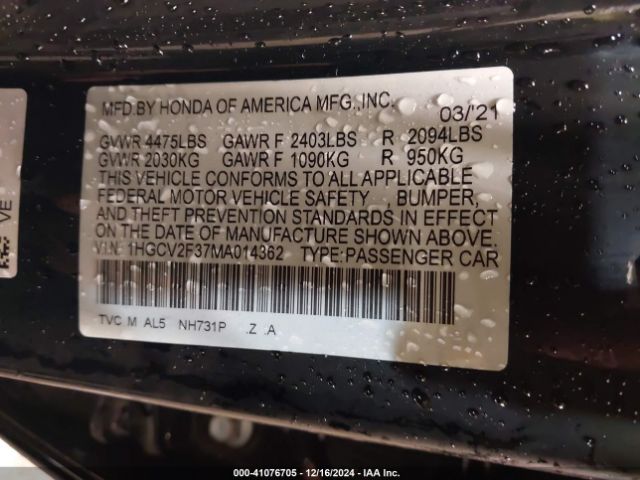 MFD.BY HONDA OF AMERICA MFG.,INC. 03/'21
GVWR 4475LBS GAWR F 2403LBS R 2094LBS
GVWR 2030KG GAWR F 1090KG R 950KG
THIS VEHICLE CONFORMS TO ALL APPLICABLE
FEDERAL MOTOR VEHICLE SAFETY , BUMPER,
AND THEFT PREVENTION STANDARDS IN EFFECT
ON THE DATE OF MANUFACTURE SHOWN ABOVE.
V.I.N. 1HGCV2F37MA014362 TYPE:PASSENGER CAR
TVC M AL5 NH731P .Z .A
VE
000-41076705 - 12/16/2024 - IAA Inc.